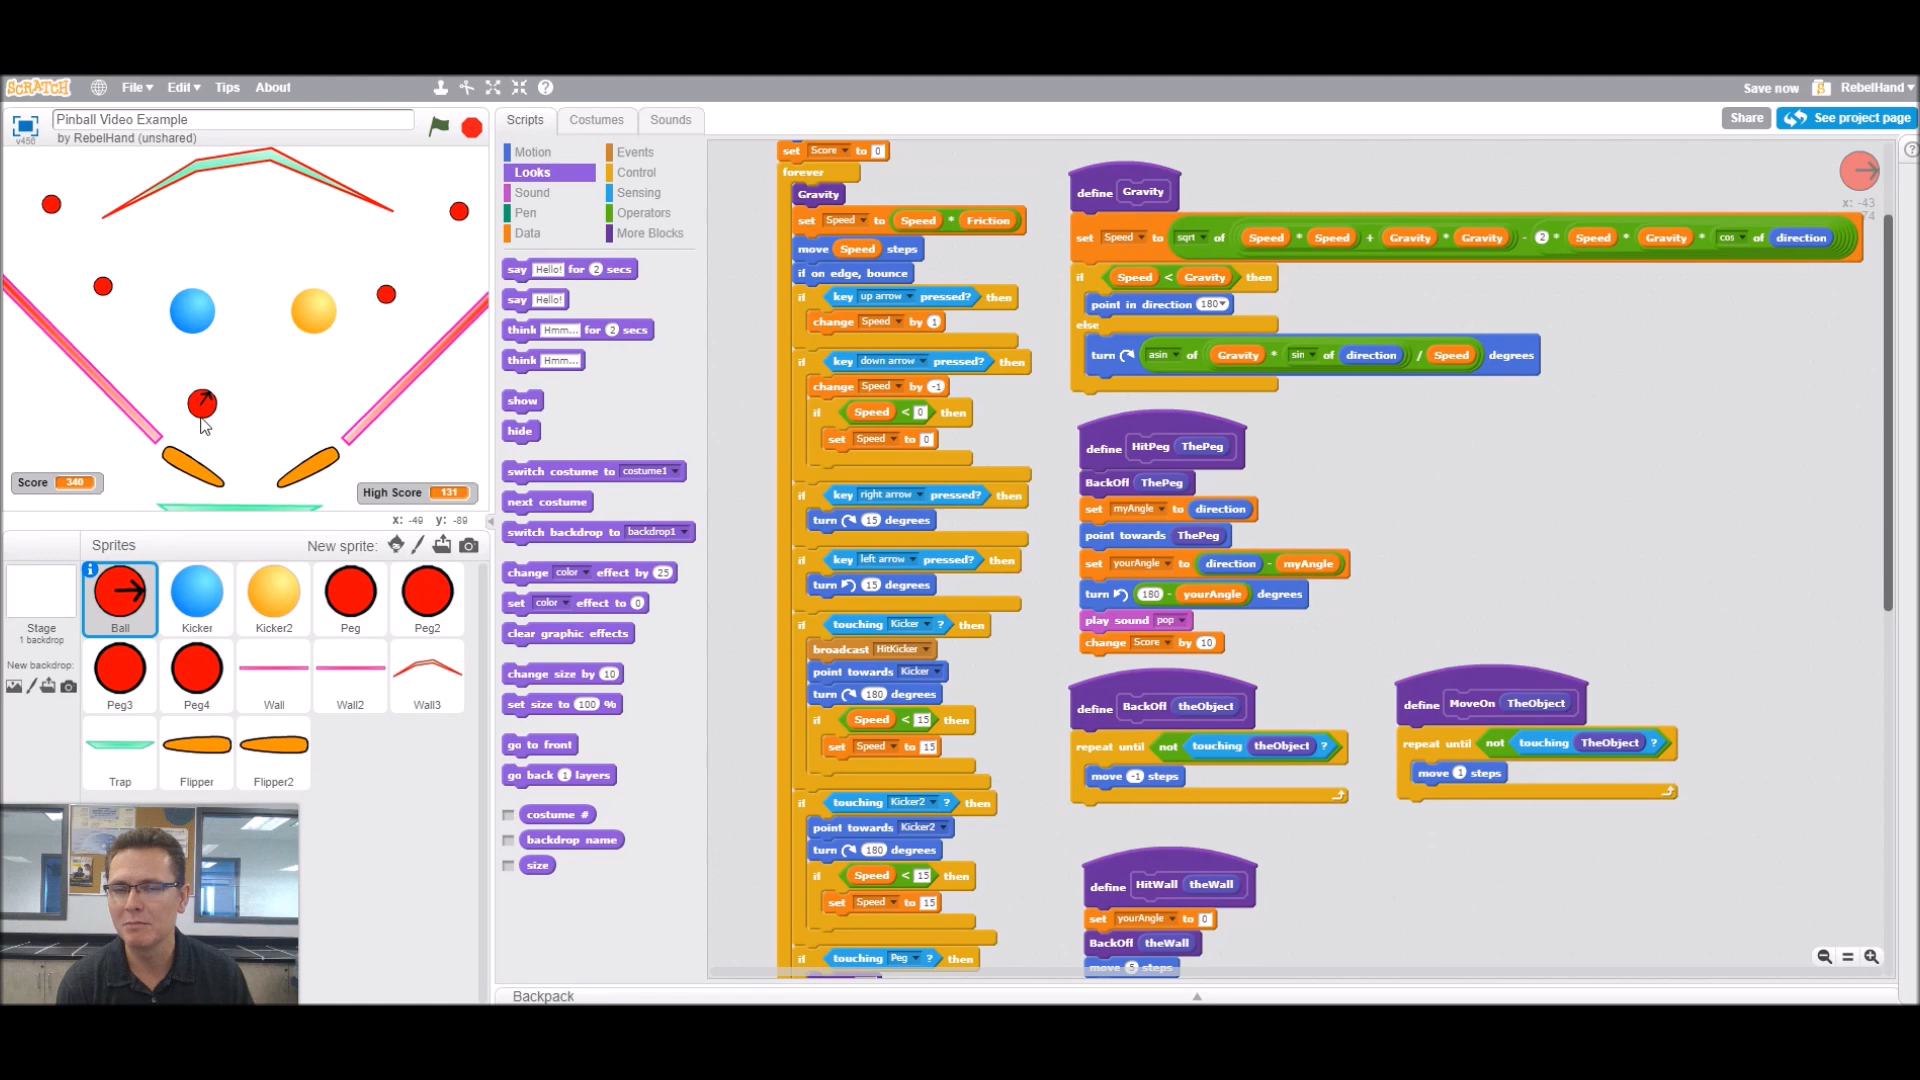 SCRATCH File Edit Tips About Save now RebelHand
Pinball Video Example
by RebelHand (unshared)
v456
Scripts Costumes Sounds
Share See project page
Motion Events
Looks Control
Sound Sensing
Pen Operators
Data More Blocks
say Hello! for 2 secs
say Hello!
think Hmm... for 2 secs
think Hmm...
show
hide
switch costume to costume1
next costume
switch backdrop to backdrop1
change color effect by 25
set color effect to 0
clear graphic effects
change size by 10
set size to 100 %
go to front
go back 1 layers
costume #
backdrop name
size
Score 340
High Score 131
x: -49 y: -89
Sprites New sprite:
Stage
1 backdrop
New backdrop:
Ball Kicker Kicker2 Peg Peg2
Peg3 Peg4 Wall Wall2 Wall3
Trap Flipper Flipper2
set Score to 0
forever
Gravity
set Speed to Speed * Friction
move Speed steps
if on edge, bounce
if key up arrow pressed? then
change Speed by 1
if key down arrow pressed? then
change Speed by -1
if Speed < 0 then
set Speed to 0
if key right arrow pressed? then
turn 15 degrees
if key left arrow pressed? then
turn 15 degrees
if touching Kicker ? then
broadcast HitKicker
point towards Kicker
turn 180 degrees
if Speed < 15 then
set Speed to 15
if touching Kicker2 ? then
point towards Kicker2
turn 180 degrees
if Speed < 15 then
set Speed to 15
if touching Peg ? then
define Gravity
set Speed to sqrt of Speed * Speed + Gravity * Gravity - 2 * Speed * Gravity * cos of direction
if Speed < Gravity then
point in direction 180
else
turn asin of Gravity * sin of direction / Speed degrees
define HitPeg ThePeg
BackOff ThePeg
set myAngle to direction
point towards ThePeg
set yourAngle to direction - myAngle
turn 180 - yourAngle degrees
play sound pop
change Score by 10
define BackOff theObject
repeat until not touching theObject ?
move -1 steps
define MoveOn TheObject
repeat until not touching TheObject ?
move 1 steps
define HitWall theWall
set yourAngle to 0
BackOff theWall
move 5 steps
x: -43
Backpack